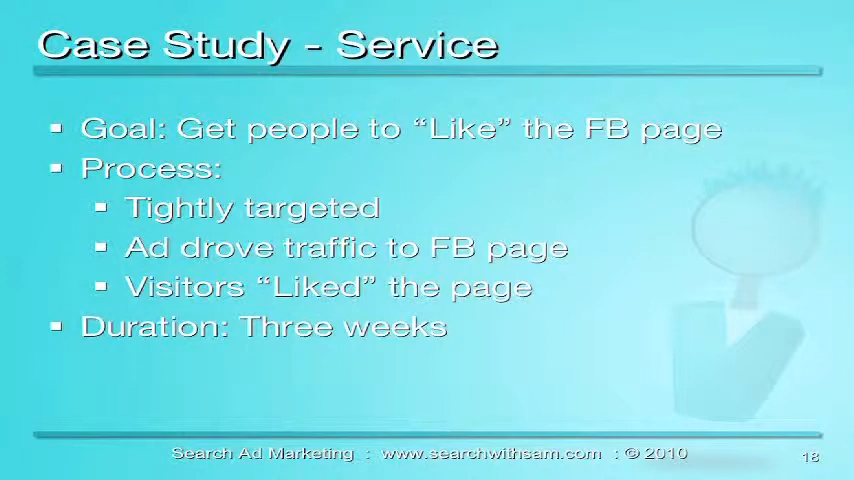 Case Study - Service
▪ Goal: Get people to “Like” the FB page
▪ Process:
▪ Tightly targeted
▪ Ad drove traffic to FB page
▪ Visitors “Liked” the page
▪ Duration: Three weeks
Search Ad Marketing : www.searchwithsam.com : © 2010
18